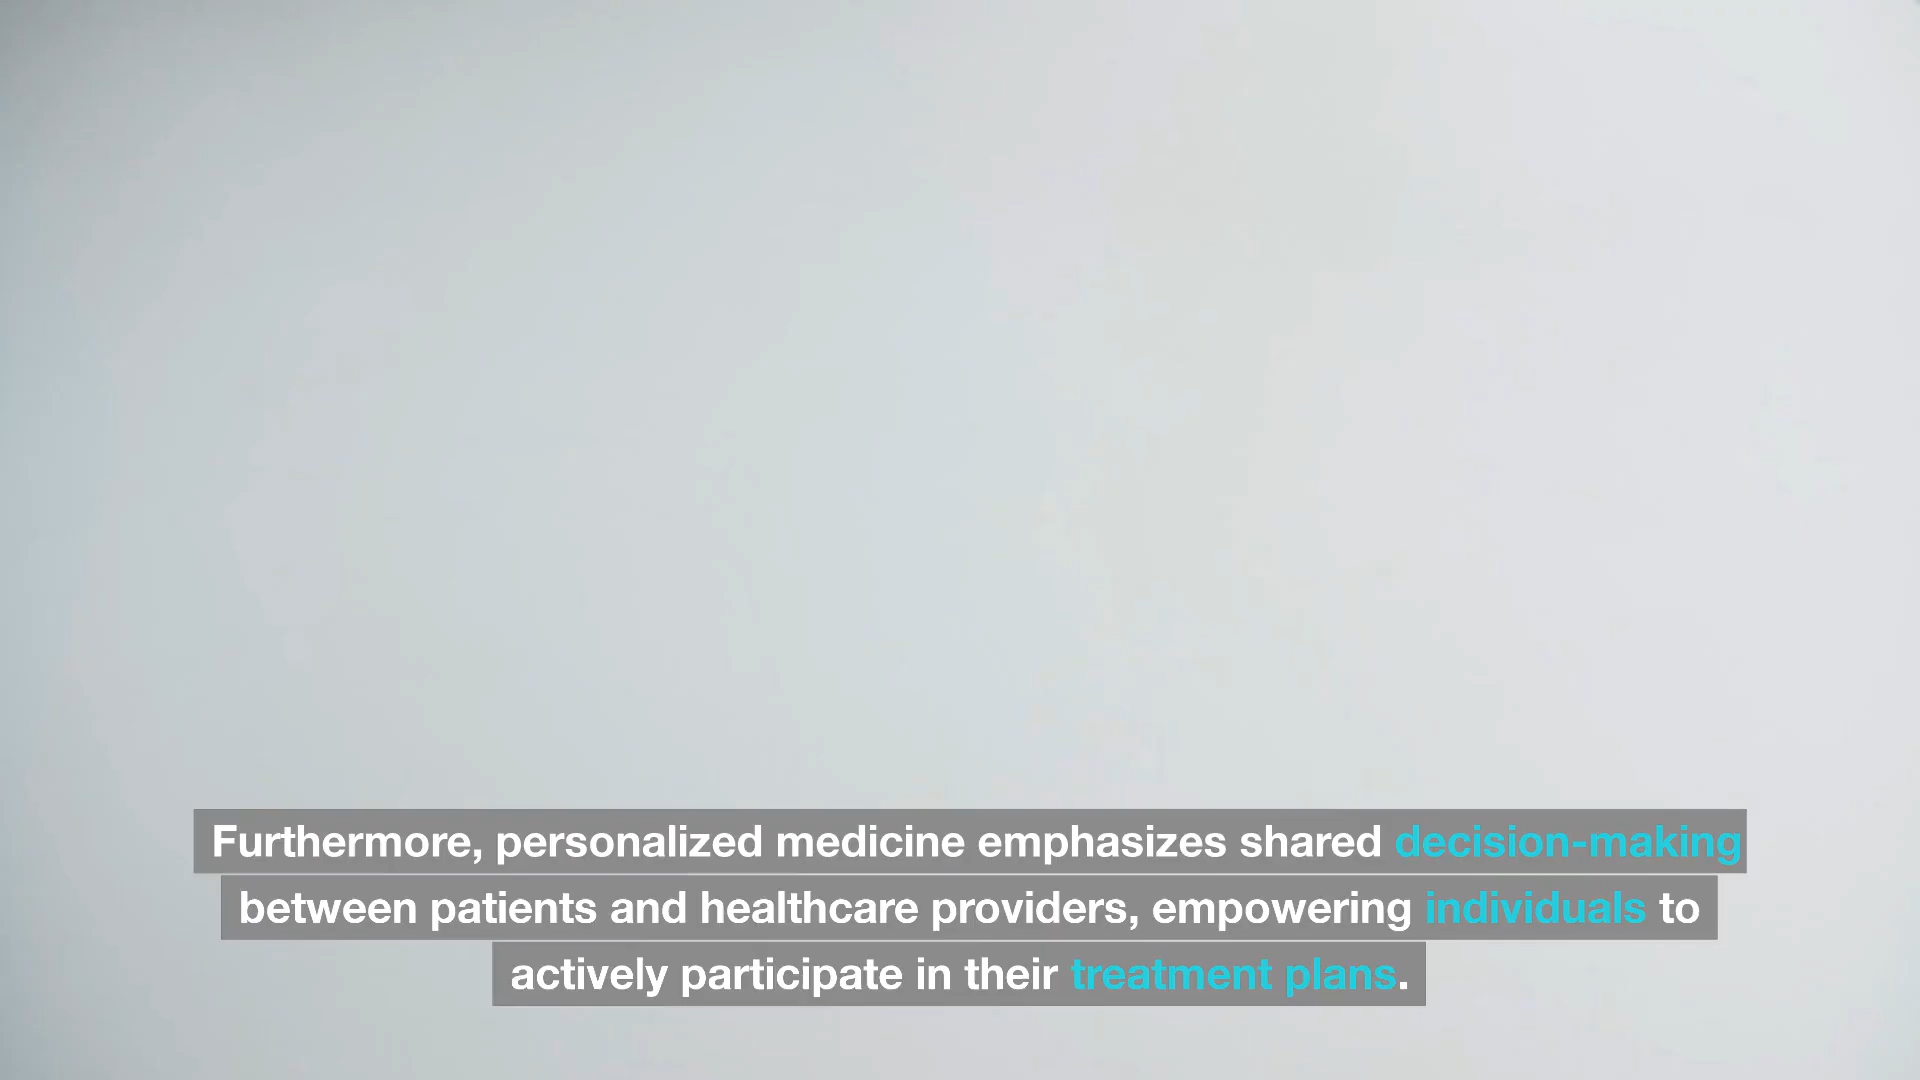 Furthermore, personalized medicine emphasizes shared decision-making
between patients and healthcare providers, empowering individuals to
actively participate in their treatment plans.